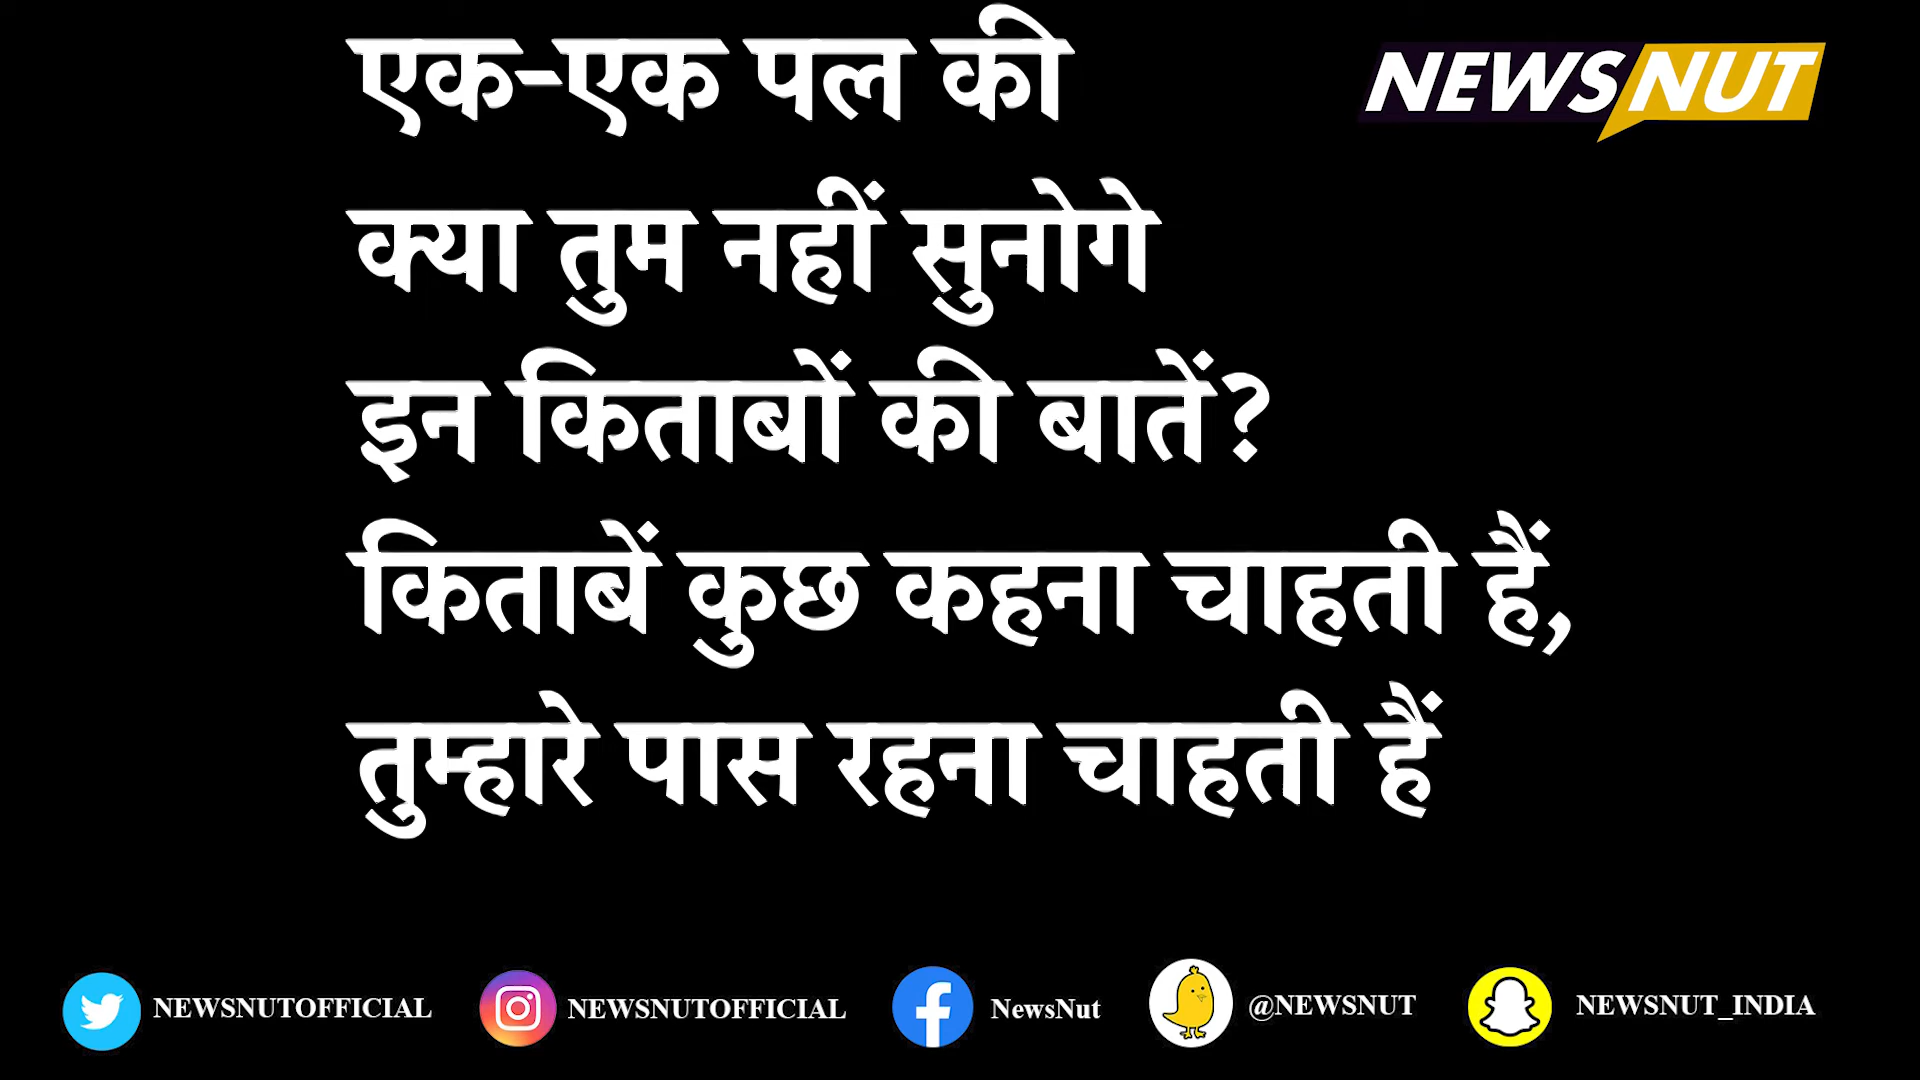 एक-एक पल की
NEWSNUT
क्या तुम नहीं सुनोगे
इन किताबों की बातें?
किताबें कुछ कहना चाहती हैं,
तुम्हारे पास रहना चाहती हैं
NEWSNUTOFFICIAL NEWSNUTOFFICIAL NewsNut @NEWSNUT NEWSNUT_INDIA